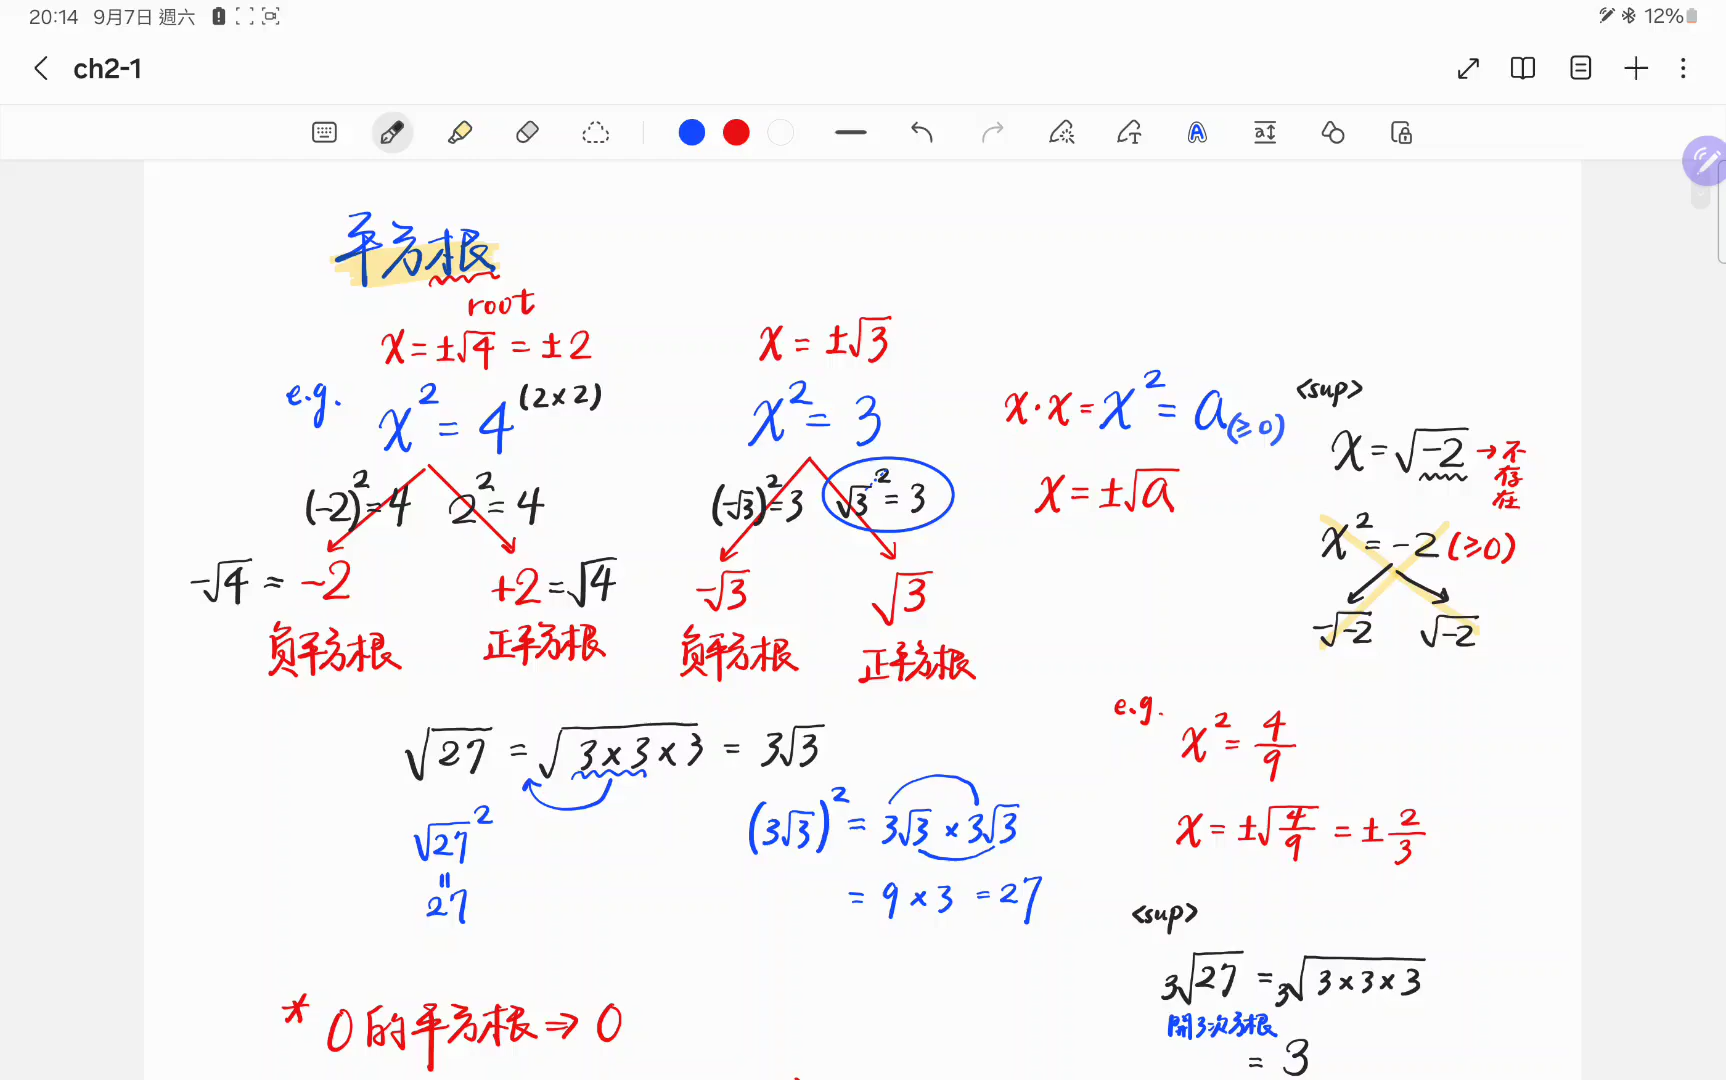 20:14 9月7日 週六
12%
ch2-1
平方根
root
x = ±√4 = ±2
x = ±√3
e.g.
x² = 4 (2×2)
x² = 3
x·x = x² = a (≥0)
<sup>
x = √-2 → 不存在
(-2)² = 4
2² = 4
(-√3)² = 3
√3² = 3
x = ±√a
x² = -2 (≥0)
-√4 = -2
+2 = √4
-√3
√3
-√-2
√-2
負平方根
正平方根
負平方根
正平方根
e.g.
x² = 4/9
√27 = √3×3×3 = 3√3
x = ±√4/9 = ±2/3
√27²
=
27
(3√3)² = 3√3 × 3√3
= 9 × 3 = 27
<sup>
3√27 = 3√3×3×3
開3次方根
= 3
* 0的平方根 ⇒ 0